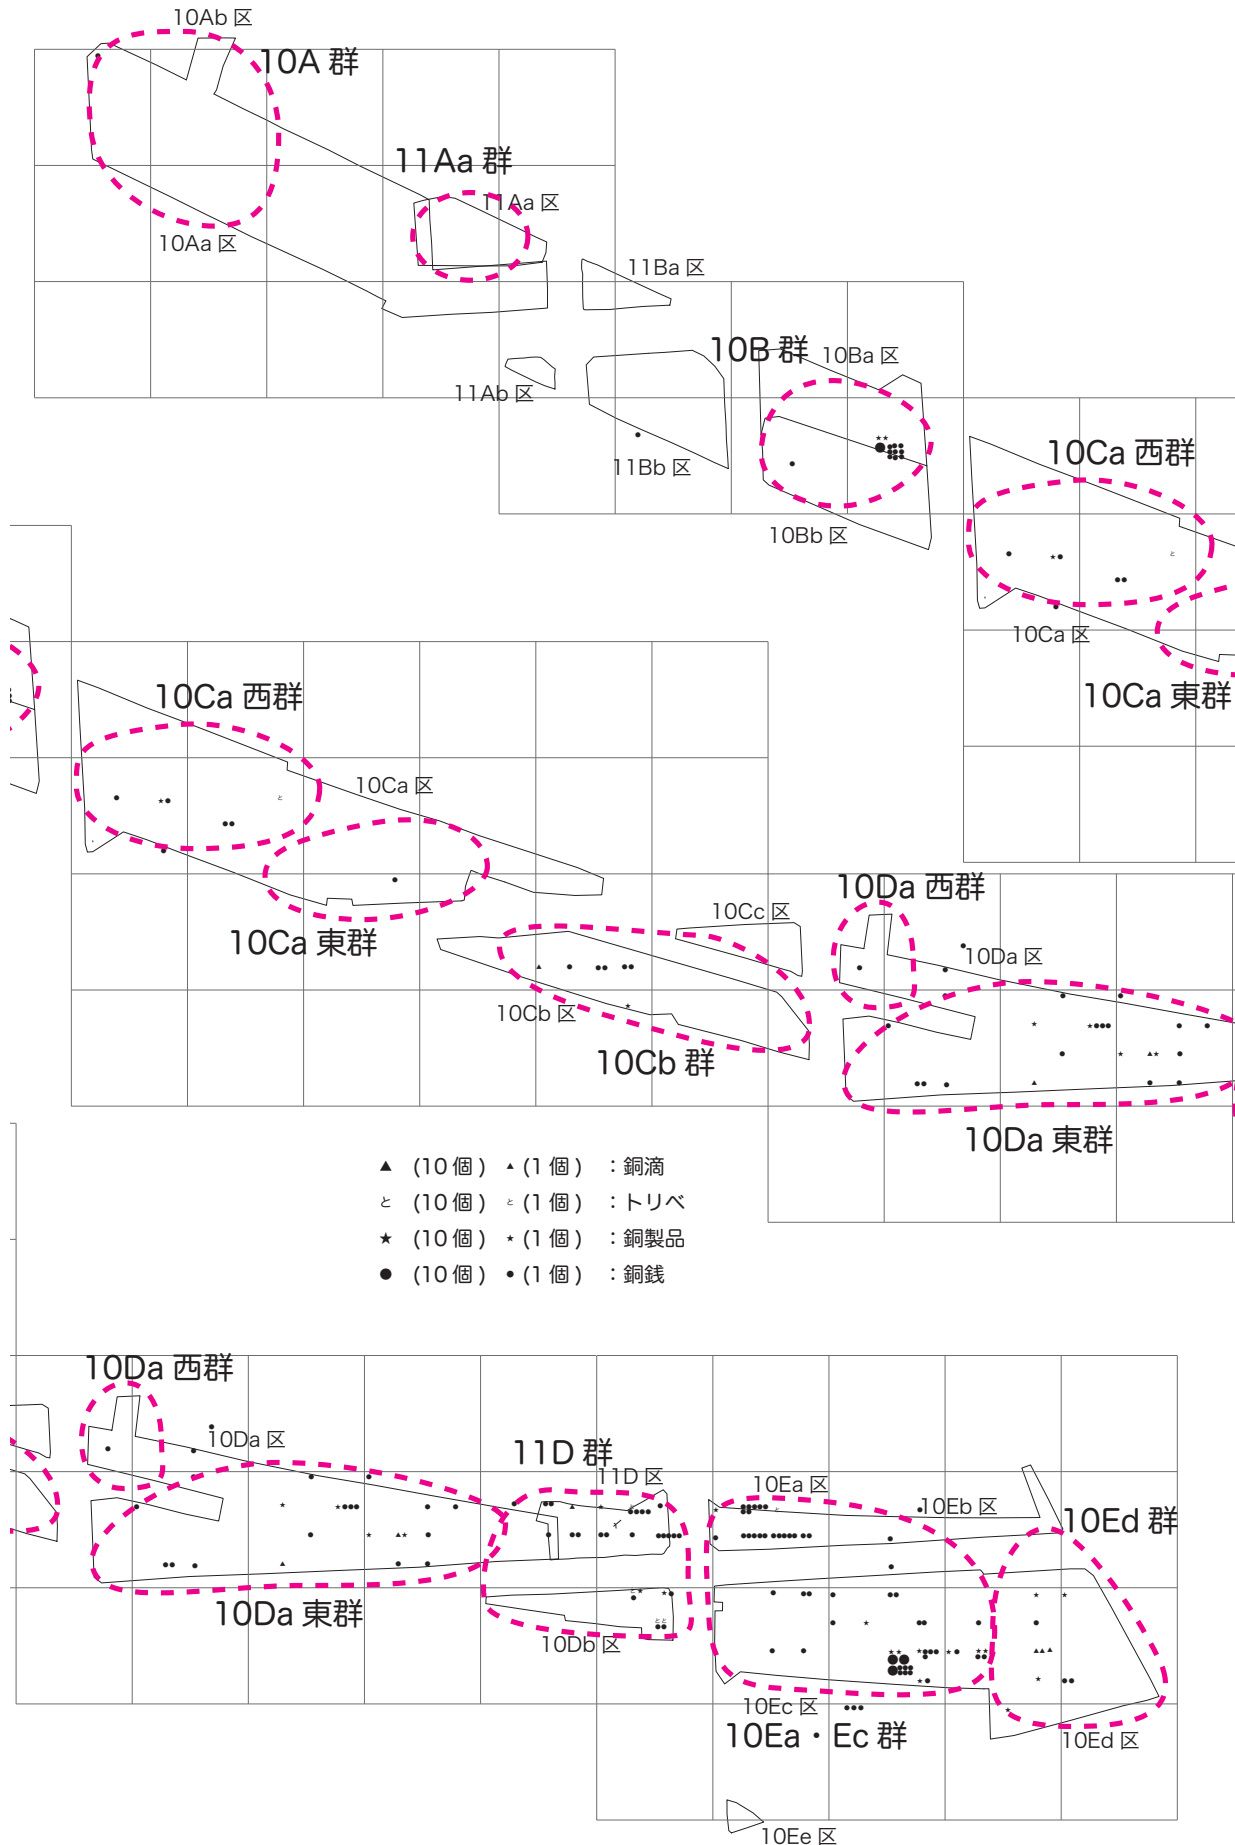 10Ab 区
10A 群
11Aa 群
11Aa 区
10Aa 区
11Ba 区
10B 群
10Ba 区
11Ab 区
11Bb 区
10Bb 区
10Ca 西群
10Ca 区
10Ca 東群
10Ca 西群
10Ca 区
10Ca 東群
10Cc 区
10Cb 区
10Cb 群
10Da 西群
10Da 区
10Da 東群
▲ (10 個) ▲ (1 個) ：銅滴
と (10 個) と (1 個) ：トリベ
★ (10 個) ★ (1 個) ：銅製品
● (10 個) ● (1 個) ：銅銭
10Da 西群
10Da 区
10Da 東群
11D 群
11D 区
10Db 区
10Ea 区
10Eb 区
10Ed 群
10Ec 区
10Ea・Ec 群
10Ed 区
10Ee 区